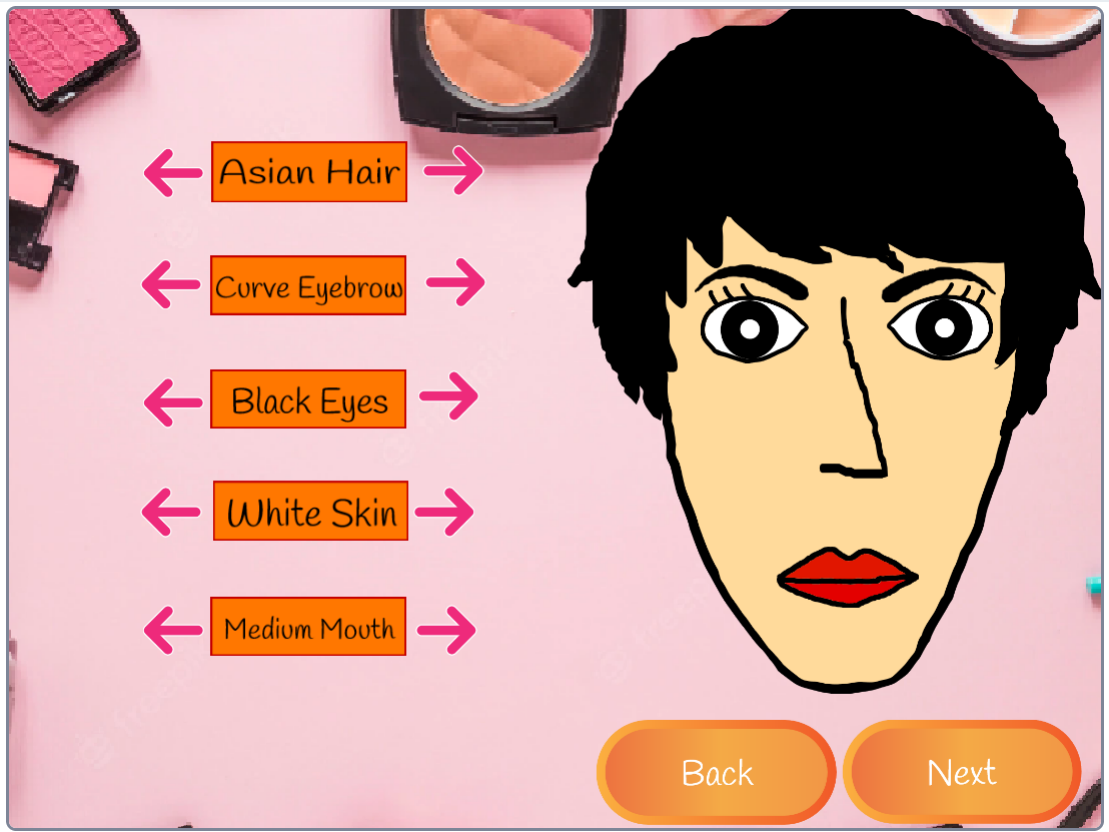 Asian Hair
Curve Eyebrow
Black Eyes
White Skin
Medium Mouth
Back
Next